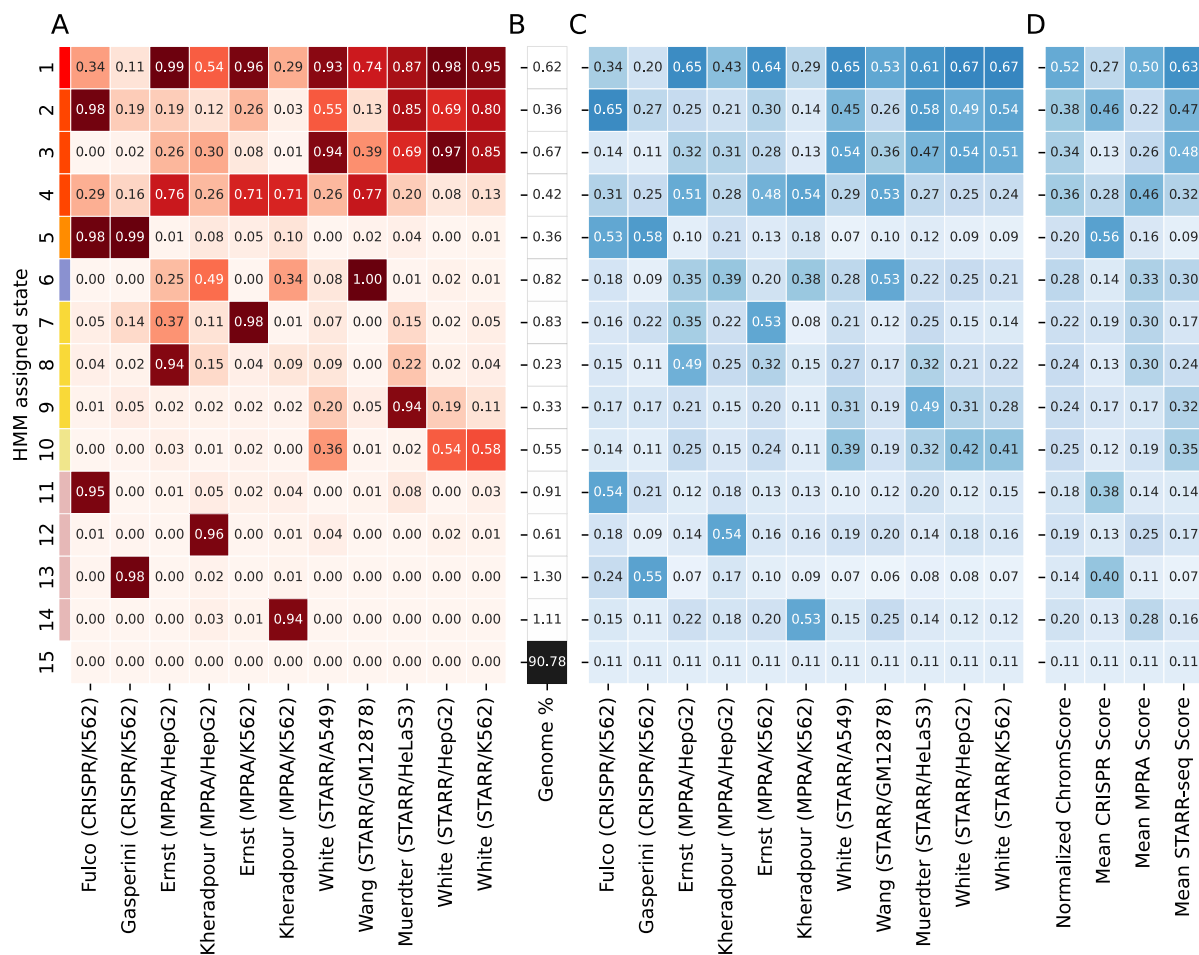 A B C D
HMM assigned state
1 0.34 0.11 0.99 0.54 0.96 0.29 0.93 0.74 0.87 0.98 0.95 0.62 0.34 0.20 0.65 0.43 0.64 0.29 0.65 0.53 0.61 0.67 0.67 0.52 0.27 0.50 0.63
2 0.98 0.19 0.19 0.12 0.26 0.03 0.55 0.13 0.85 0.69 0.80 0.36 0.65 0.27 0.25 0.21 0.30 0.14 0.45 0.26 0.58 0.49 0.54 0.38 0.46 0.22 0.47
3 0.00 0.02 0.26 0.30 0.08 0.01 0.94 0.39 0.69 0.97 0.85 0.67 0.14 0.11 0.32 0.31 0.28 0.13 0.54 0.36 0.47 0.54 0.51 0.34 0.13 0.26 0.48
4 0.29 0.16 0.76 0.26 0.71 0.71 0.26 0.77 0.20 0.08 0.13 0.42 0.31 0.25 0.51 0.28 0.48 0.54 0.29 0.53 0.27 0.25 0.24 0.36 0.28 0.46 0.32
5 0.98 0.99 0.01 0.08 0.05 0.10 0.00 0.02 0.04 0.00 0.01 0.36 0.53 0.58 0.10 0.21 0.13 0.18 0.07 0.10 0.12 0.09 0.09 0.20 0.56 0.16 0.09
6 0.00 0.00 0.25 0.49 0.00 0.34 0.08 1.00 0.01 0.02 0.01 0.82 0.18 0.09 0.35 0.39 0.20 0.38 0.28 0.53 0.22 0.25 0.21 0.28 0.14 0.33 0.30
7 0.05 0.14 0.37 0.11 0.98 0.01 0.07 0.00 0.15 0.02 0.05 0.83 0.16 0.22 0.35 0.22 0.53 0.08 0.21 0.12 0.25 0.15 0.14 0.22 0.19 0.30 0.17
8 0.04 0.02 0.94 0.15 0.04 0.09 0.09 0.00 0.22 0.02 0.04 0.23 0.15 0.11 0.49 0.26 0.32 0.15 0.27 0.17 0.32 0.21 0.22 0.24 0.13 0.30 0.24
9 0.01 0.05 0.02 0.02 0.02 0.02 0.20 0.05 0.94 0.19 0.11 0.33 0.17 0.17 0.21 0.15 0.20 0.11 0.31 0.19 0.49 0.31 0.28 0.24 0.17 0.17 0.32
10 0.00 0.00 0.03 0.01 0.02 0.00 0.36 0.01 0.02 0.54 0.58 0.55 0.14 0.11 0.25 0.15 0.24 0.12 0.39 0.19 0.32 0.42 0.41 0.25 0.12 0.19 0.35
11 0.95 0.00 0.01 0.05 0.02 0.04 0.00 0.01 0.08 0.00 0.03 0.91 0.54 0.21 0.12 0.18 0.13 0.13 0.10 0.12 0.20 0.12 0.15 0.18 0.38 0.14 0.14
12 0.01 0.00 0.00 0.96 0.00 0.01 0.04 0.00 0.00 0.02 0.01 0.61 0.18 0.09 0.14 0.54 0.16 0.16 0.19 0.20 0.14 0.18 0.16 0.19 0.13 0.25 0.17
13 0.00 0.98 0.00 0.02 0.00 0.01 0.00 0.00 0.00 0.00 0.00 1.30 0.24 0.55 0.07 0.17 0.10 0.09 0.07 0.06 0.08 0.08 0.07 0.14 0.40 0.11 0.07
14 0.00 0.00 0.00 0.03 0.01 0.94 0.00 0.00 0.00 0.00 0.00 1.11 0.15 0.11 0.22 0.18 0.20 0.53 0.15 0.25 0.14 0.12 0.12 0.20 0.13 0.28 0.16
15 0.00 0.00 0.00 0.00 0.00 0.00 0.00 0.00 0.00 0.00 0.00 90.78 0.11 0.11 0.11 0.11 0.11 0.11 0.11 0.11 0.11 0.11 0.11 0.11 0.11 0.11 0.11
Fulco (CRISPR/K562)
Gasperini (CRISPR/K562)
Ernst (MPRA/HepG2)
Kheradpour (MPRA/HepG2)
Ernst (MPRA/K562)
Kheradpour (MPRA/K562)
White (STARR/A549)
Wang (STARR/GM12878)
Muerdter (STARR/HeLaS3)
White (STARR/HepG2)
White (STARR/K562)
Genome %
Fulco (CRISPR/K562)
Gasperini (CRISPR/K562)
Ernst (MPRA/HepG2)
Kheradpour (MPRA/HepG2)
Ernst (MPRA/K562)
Kheradpour (MPRA/K562)
White (STARR/A549)
Wang (STARR/GM12878)
Muerdter (STARR/HeLaS3)
White (STARR/HepG2)
White (STARR/K562)
Normalized ChromScore
Mean CRISPR Score
Mean MPRA Score
Mean STARR-seq Score